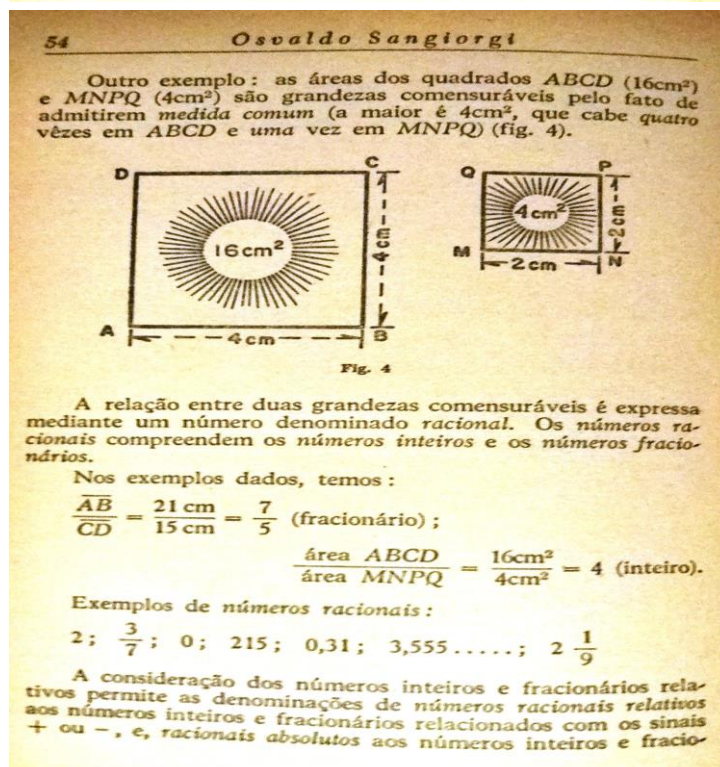 54 Osvaldo Sangiorgi
Outro exemplo : as áreas dos quadrados ABCD (16cm²)
e MNPQ (4cm²) são grandezas comensuráveis pelo fato de
admitirem medida comum (a maior é 4cm², que cabe quatro
vêzes em ABCD e uma vez em MNPQ) (fig. 4).
D C Q P
16cm² 4cm 4cm² 2cm
M N
2cm
A B
4cm
Fig. 4
A relação entre duas grandezas comensuráveis é expressa
mediante um número denominado racional. Os números ra-
cionais compreendem os números inteiros e os números fracio-
nários.
Nos exemplos dados, temos :
AB/CD = 21 cm/15 cm = 7/5 (fracionário) ;
área ABCD/área MNPQ = 16cm²/4cm² = 4 (inteiro).
Exemplos de números racionais :
2 ; 3/7 ; 0 ; 215 ; 0,31 ; 3,555..... ; 2 1/9
A consideração dos números inteiros e fracionários rela-
tivos permite as denominações de números racionais relativos
aos números inteiros e fracionários relacionados com os sinais
+ ou −, e, racionais absolutos aos números inteiros e fracio-